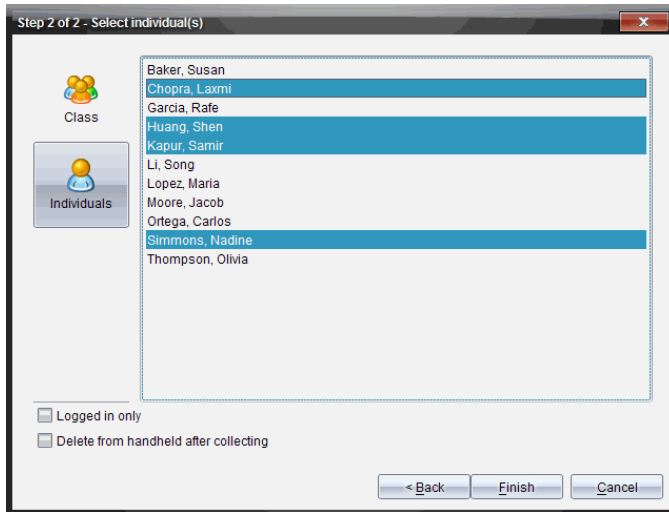 Step 2 of 2 - Select individual(s)
Class
Individuals
Baker, Susan
Chopra, Laxmi
Garcia, Rafe
Huang, Shen
Kapur, Samir
Li, Song
Lopez, Maria
Moore, Jacob
Ortega, Carlos
Simmons, Nadine
Thompson, Olivia
Logged in only
Delete from handheld after collecting
< Back Finish Cancel